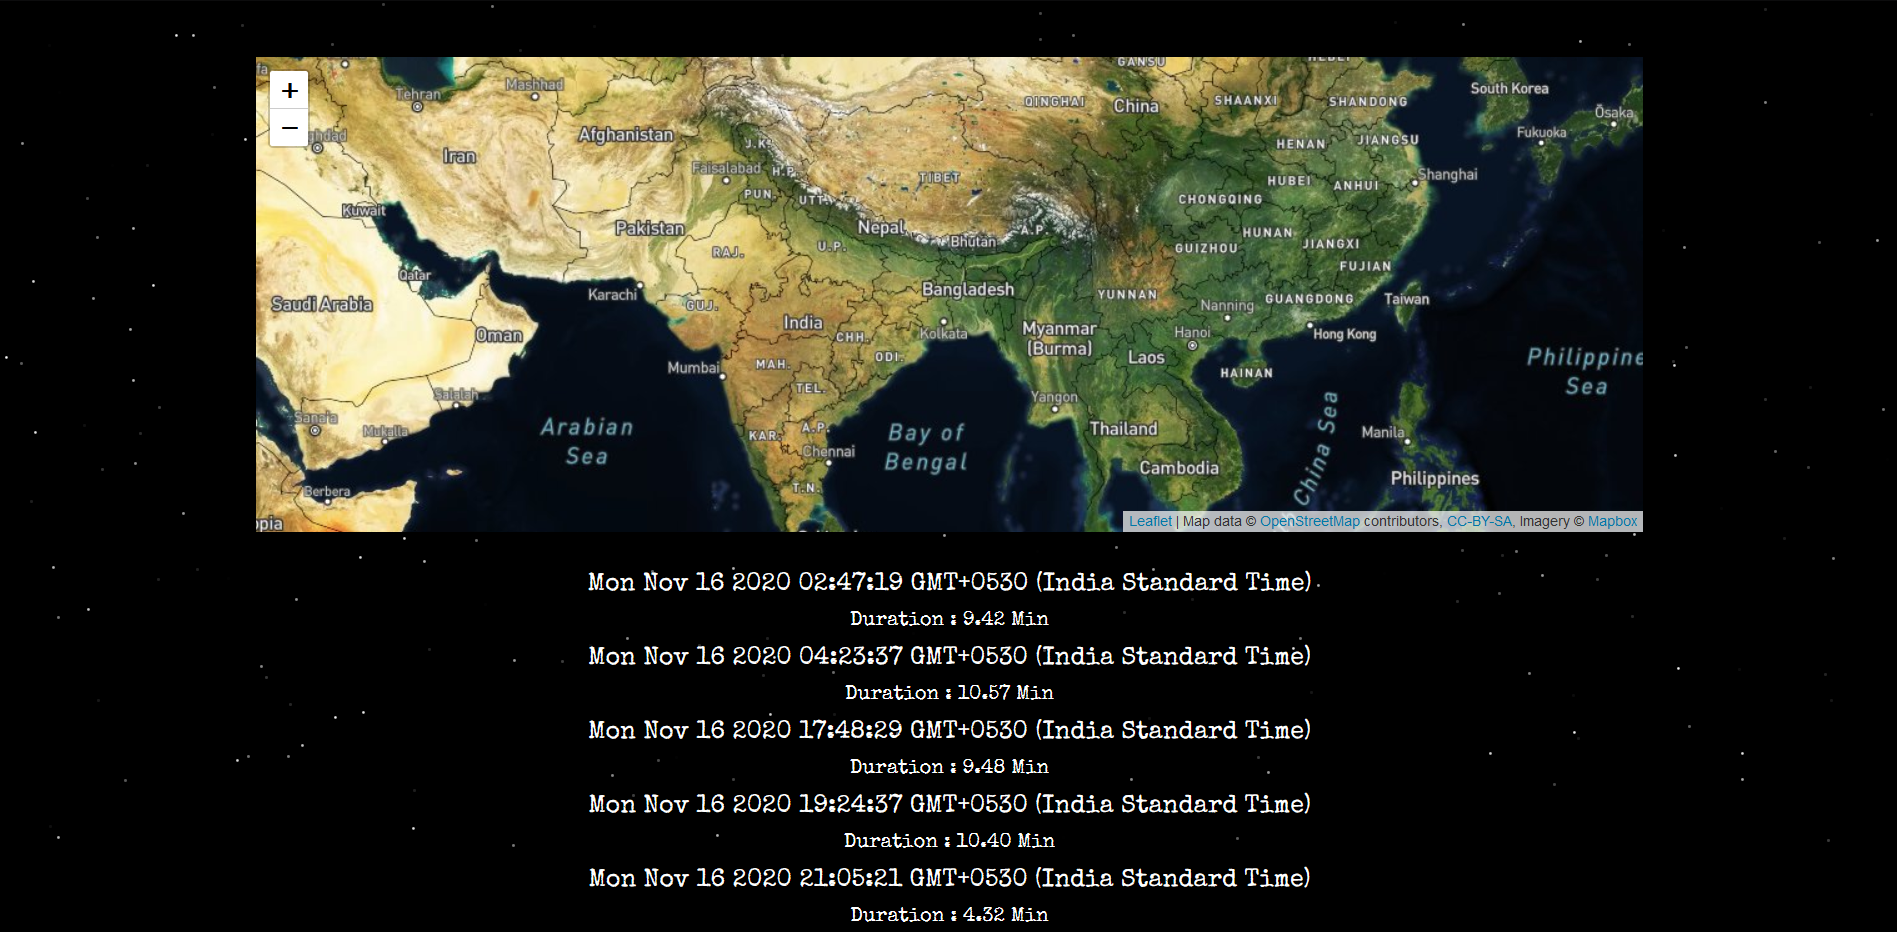 +
−
Tehran
Mashhad
GANSU
QINGHAI
China
SHAANXI
SHANDONG
South Korea
Ōsaka
Fukuoka
Afghanistan
Iran
J.K.
HENAN
JIANGSU
Faisalabad
H.P.
TIBET
HUBEI
ANHUI
Shanghai
PUN.
UTT.
CHONGQING
Kuwait
Pakistan
Nepal
A.P.
HUNAN
U.P.
Bhutan
GUIZHOU
JIANGXI
RAJ.
FUJIAN
Qatar
Karachi
Bangladesh
YUNNAN
Nanning
GUANGDONG
Taiwan
Saudi Arabia
GUJ.
India
Kolkata
Myanmar
(Burma)
Hanoi
Hong Kong
Oman
CHH.
ODI.
Laos
Philippine
Sea
Mumbai
MAH.
HAINAN
TEL.
Salalah
Yangon
Sana'a
Mukalla
Arabian
Sea
KAR.
A.P.
Chennai
Bay of
Bengal
Thailand
China Sea
Manila
Cambodia
Philippines
Berbera
T.N.
opia
Leaflet | Map data © OpenStreetMap contributors, CC-BY-SA, Imagery © Mapbox
Mon Nov 16 2020 02:47:19 GMT+0530 (India Standard Time)
Duration : 9.42 Min
Mon Nov 16 2020 04:23:37 GMT+0530 (India Standard Time)
Duration : 10.57 Min
Mon Nov 16 2020 17:48:29 GMT+0530 (India Standard Time)
Duration : 9.48 Min
Mon Nov 16 2020 19:24:37 GMT+0530 (India Standard Time)
Duration : 10.40 Min
Mon Nov 16 2020 21:05:21 GMT+0530 (India Standard Time)
Duration : 4.32 Min